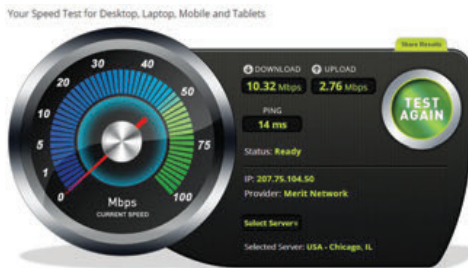 Your Speed Test for Desktop, Laptop, Mobile and Tablets
Share Results
DOWNLOAD UPLOAD
10.32 Mbps 2.76 Mbps
PING
14 ms
TEST
AGAIN
Status: Ready
IP: 207.75.104.50
Provider: Merit Network
Select Server»
Selected Server: USA - Chicago, IL
0
1
5
10
20
30
40
50
75
100
Mbps
CURRENT SPEED